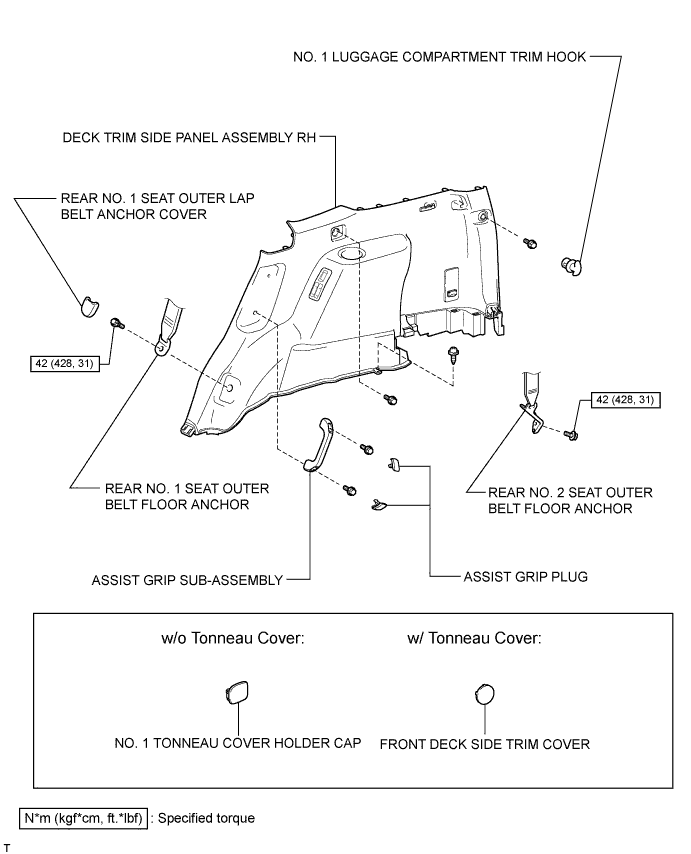 NO. 1 LUGGAGE COMPARTMENT TRIM HOOK
DECK TRIM SIDE PANEL ASSEMBLY RH
REAR NO. 1 SEAT OUTER LAP
BELT ANCHOR COVER
42 (428, 31)
42 (428, 31)
REAR NO. 1 SEAT OUTER
BELT FLOOR ANCHOR
REAR NO. 2 SEAT OUTER
BELT FLOOR ANCHOR
ASSIST GRIP SUB-ASSEMBLY
ASSIST GRIP PLUG
w/o Tonneau Cover:
w/ Tonneau Cover:
NO. 1 TONNEAU COVER HOLDER CAP
FRONT DECK SIDE TRIM COVER
N*m (kgf*cm, ft.*lbf) : Specified torque
T